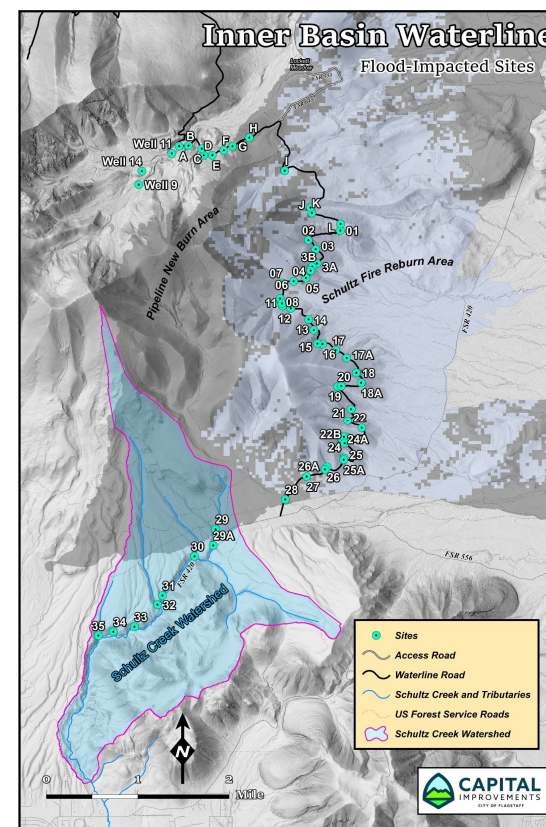 Inner Basin Waterline
Flood-Impacted Sites
Lockett
Meadow
H
Well 11
B
D
F
G
A
C
E
Well 14
Well 9
I
J
K
L
01
02
03
3B
3A
04
07
06
05
Pipeline New Burn Area
Schultz Fire Reburn Area
FSR 420
11
08
12
14
13
15
17
16
17A
18
20
18A
19
21
22
22B
24A
24
25
26A
26
25A
27
28
29
29A
30
FSR 556
FSR 420
31
32
33
34
35
Schultz Creek Watershed
Sites
Access Road
Waterline Road
Schultz Creek and Tributaries
US Forest Service Roads
Schultz Creek Watershed
N
0 1 2
Mile
CAPITAL
IMPROVEMENTS
CITY OF FLAGSTAFF